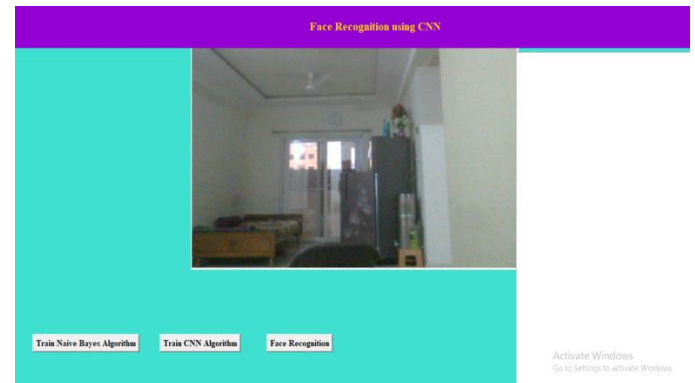 Face Recognition using CNN
Train Naive Bayes Algorithm
Train CNN Algorithm
Face Recognition
Activate Windows
Go to Settings to activate Windows.